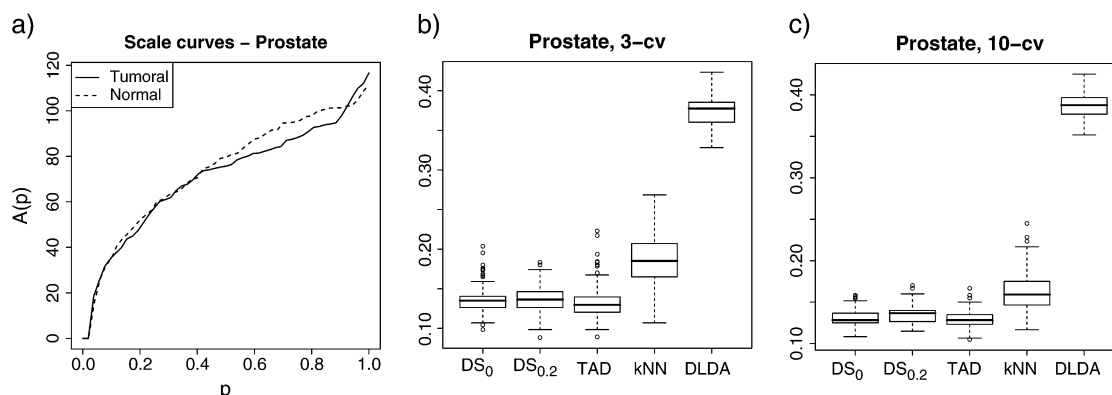 a)
Scale curves – Prostate
Tumoral
Normal
120
100
80
60
40
20
0
A(p)
0.0 0.2 0.4 0.6 0.8 1.0
p
b)
Prostate, 3–cv
0.40
0.30
0.20
0.10
DS0 DS0.2 TAD kNN DLDA
c)
Prostate, 10–cv
0.40
0.30
0.20
0.10
DS0 DS0.2 TAD kNN DLDA